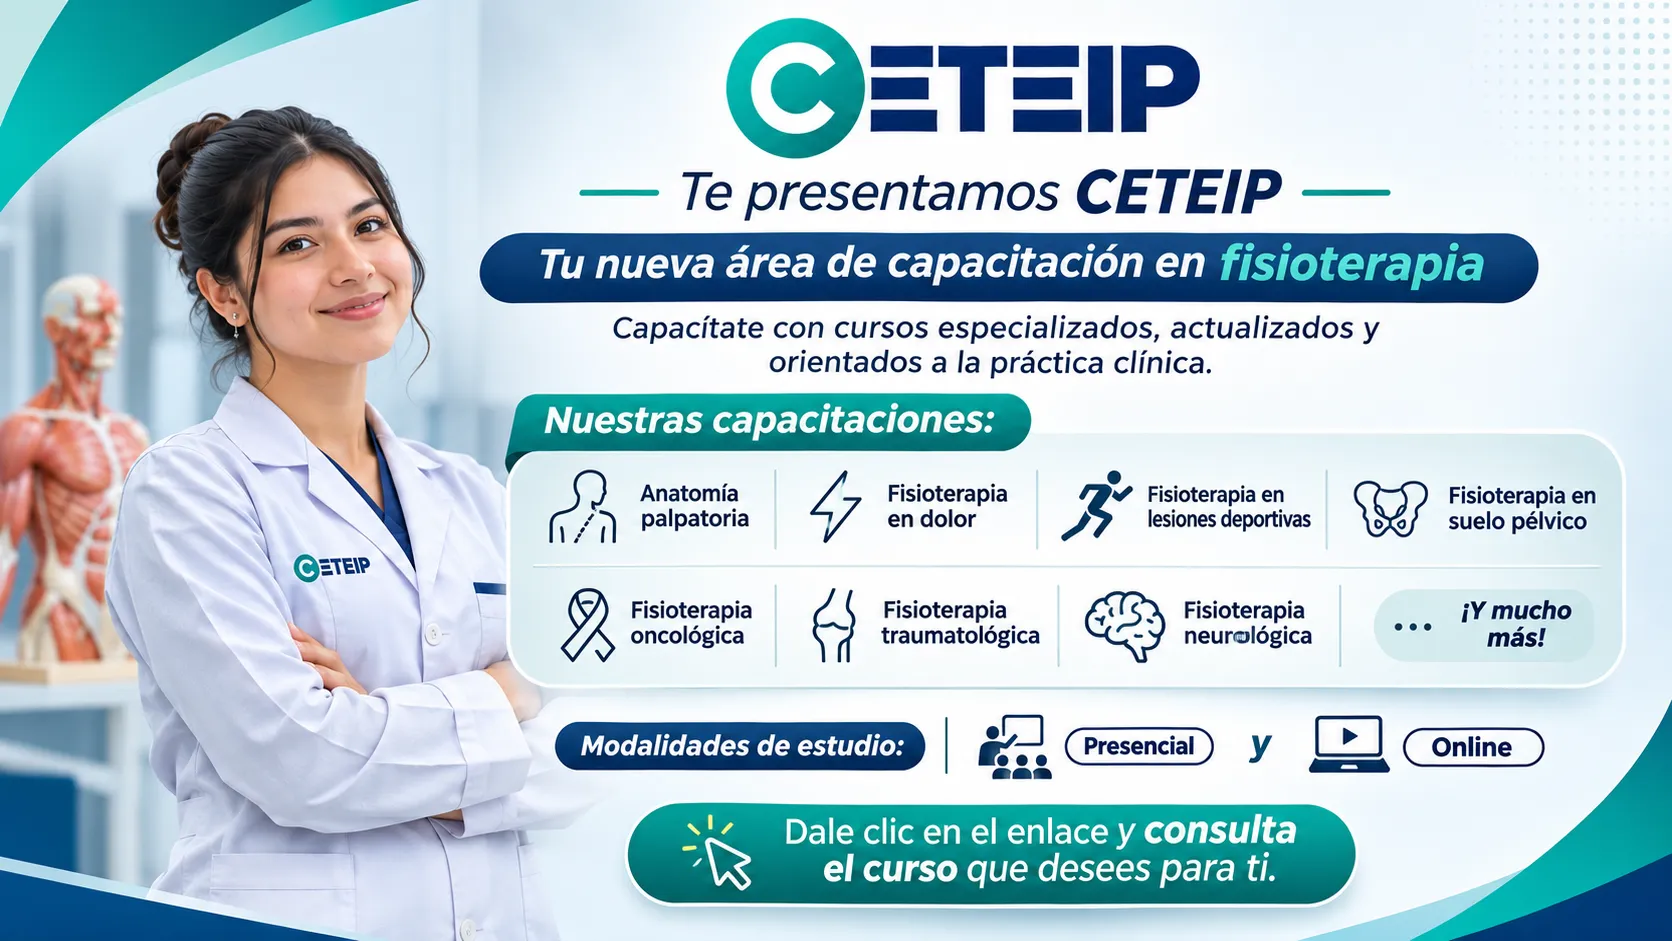 CETEIP
Te presentamos CETEIP
Tu nueva área de capacitación en fisioterapia
Capacítate con cursos especializados, actualizados y
orientados a la práctica clínica.
Nuestras capacitaciones:
Anatomía
palpatoria
Fisioterapia
en dolor
Fisioterapia en
lesiones deportivas
Fisioterapia en
suelo pélvico
Fisioterapia
oncológica
Fisioterapia
traumatológica
Fisioterapia
neurológica
... ¡Y mucho
más!
CETEIP
Modalidades de estudio:
Presencial
y
Online
Dale clic en el enlace y consulta
el curso que desees para ti.